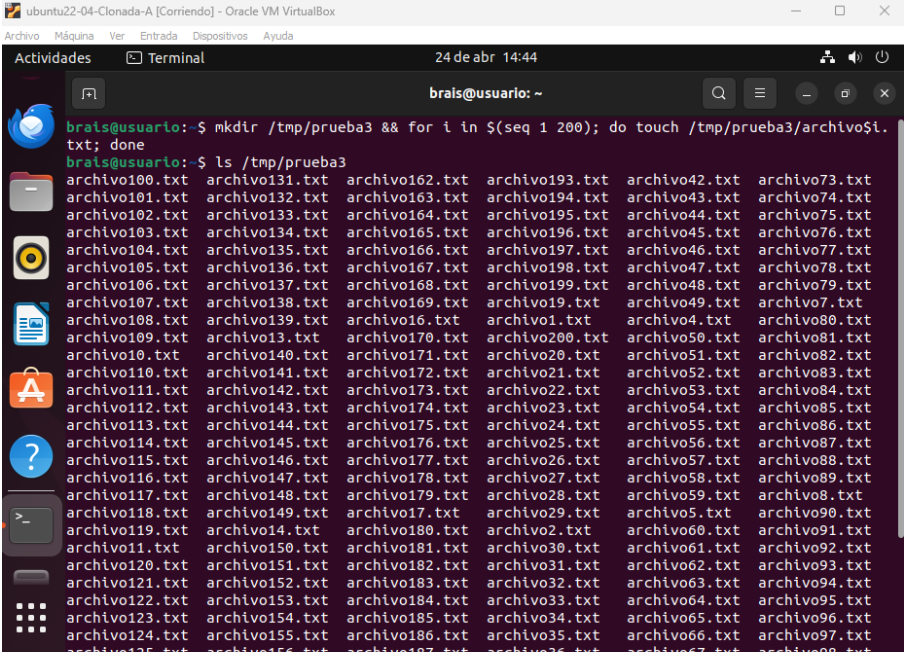 ubuntu22-04-Clonada-A [Corriendo] - Oracle VM VirtualBox
Archivo Máquina Ver Entrada Dispositivos Ayuda
Actividades Terminal 24 de abr 14:44
brais@usuario: ~
brais@usuario:~$ mkdir /tmp/prueba3 && for i in $(seq 1 200); do touch /tmp/prueba3/archivo$i.
txt; done
brais@usuario:~$ ls /tmp/prueba3
archivo100.txt archivo131.txt archivo162.txt archivo193.txt archivo42.txt archivo73.txt
archivo101.txt archivo132.txt archivo163.txt archivo194.txt archivo43.txt archivo74.txt
archivo102.txt archivo133.txt archivo164.txt archivo195.txt archivo44.txt archivo75.txt
archivo103.txt archivo134.txt archivo165.txt archivo196.txt archivo45.txt archivo76.txt
archivo104.txt archivo135.txt archivo166.txt archivo197.txt archivo46.txt archivo77.txt
archivo105.txt archivo136.txt archivo167.txt archivo198.txt archivo47.txt archivo78.txt
archivo106.txt archivo137.txt archivo168.txt archivo199.txt archivo48.txt archivo79.txt
archivo107.txt archivo138.txt archivo169.txt archivo19.txt archivo49.txt archivo7.txt
archivo108.txt archivo139.txt archivo16.txt archivo1.txt archivo4.txt archivo80.txt
archivo109.txt archivo13.txt archivo170.txt archivo200.txt archivo50.txt archivo81.txt
archivo10.txt archivo140.txt archivo171.txt archivo20.txt archivo51.txt archivo82.txt
archivo110.txt archivo141.txt archivo172.txt archivo21.txt archivo52.txt archivo83.txt
archivo111.txt archivo142.txt archivo173.txt archivo22.txt archivo53.txt archivo84.txt
archivo112.txt archivo143.txt archivo174.txt archivo23.txt archivo54.txt archivo85.txt
archivo113.txt archivo144.txt archivo175.txt archivo24.txt archivo55.txt archivo86.txt
archivo114.txt archivo145.txt archivo176.txt archivo25.txt archivo56.txt archivo87.txt
archivo115.txt archivo146.txt archivo177.txt archivo26.txt archivo57.txt archivo88.txt
archivo116.txt archivo147.txt archivo178.txt archivo27.txt archivo58.txt archivo89.txt
archivo117.txt archivo148.txt archivo179.txt archivo28.txt archivo59.txt archivo8.txt
archivo118.txt archivo149.txt archivo17.txt archivo29.txt archivo5.txt archivo90.txt
archivo119.txt archivo14.txt archivo180.txt archivo2.txt archivo60.txt archivo91.txt
archivo11.txt archivo150.txt archivo181.txt archivo30.txt archivo61.txt archivo92.txt
archivo120.txt archivo151.txt archivo182.txt archivo31.txt archivo62.txt archivo93.txt
archivo121.txt archivo152.txt archivo183.txt archivo32.txt archivo63.txt archivo94.txt
archivo122.txt archivo153.txt archivo184.txt archivo33.txt archivo64.txt archivo95.txt
archivo123.txt archivo154.txt archivo185.txt archivo34.txt archivo65.txt archivo96.txt
archivo124.txt archivo155.txt archivo186.txt archivo35.txt archivo66.txt archivo97.txt